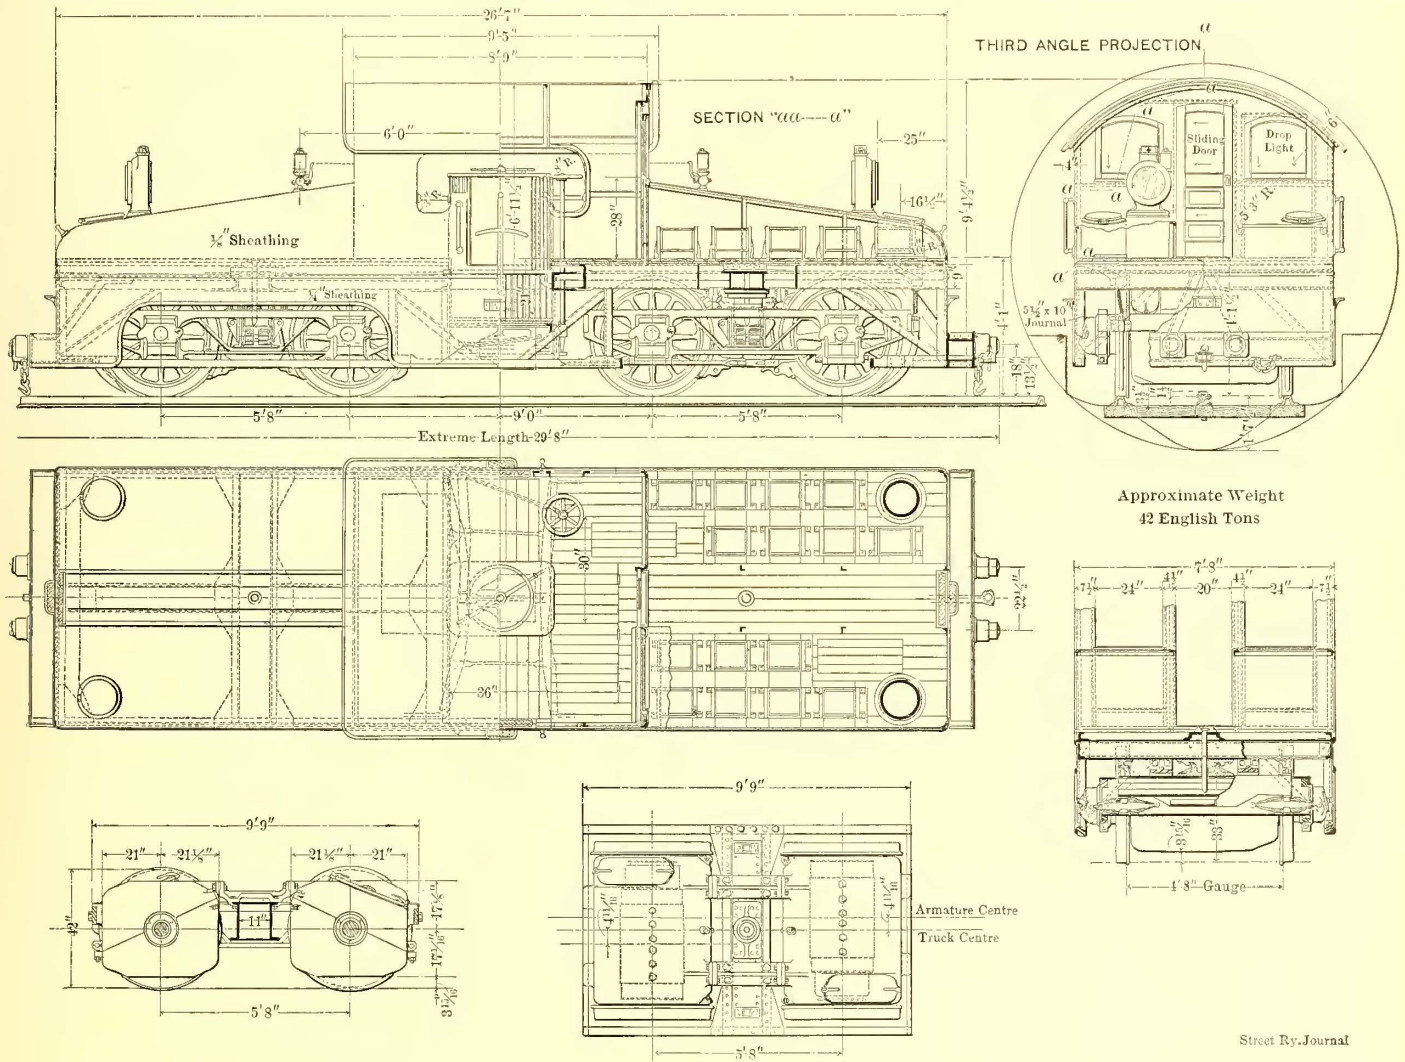 26'7"
9'5"
8'9"
THIRD ANGLE PROJECTION
a
SECTION "aa----a"
6'0"
25"
16½"
9'4½"
6'11½"
28"
⅛" Sheathing
¼" Sheathing
4'1"
18"
13½"
5'8"
9'0"
5'8"
Extreme Length-29'8"
a
a
a
a
a
a
4"
Sliding
Door
Drop
Light
5½" x 10"
Journal
Approximate Weight
42 English Tons
30"
36"
22½"
7'8"
7½"
24"
4½"
20"
4½"
24"
7½"
33"
4'8" Gauge
9'9"
21"
21⅛"
21⅛"
21"
42"
11"
5'8"
9'9"
Armature Centre
Truck Centre
5'8"
Street Ry. Journal